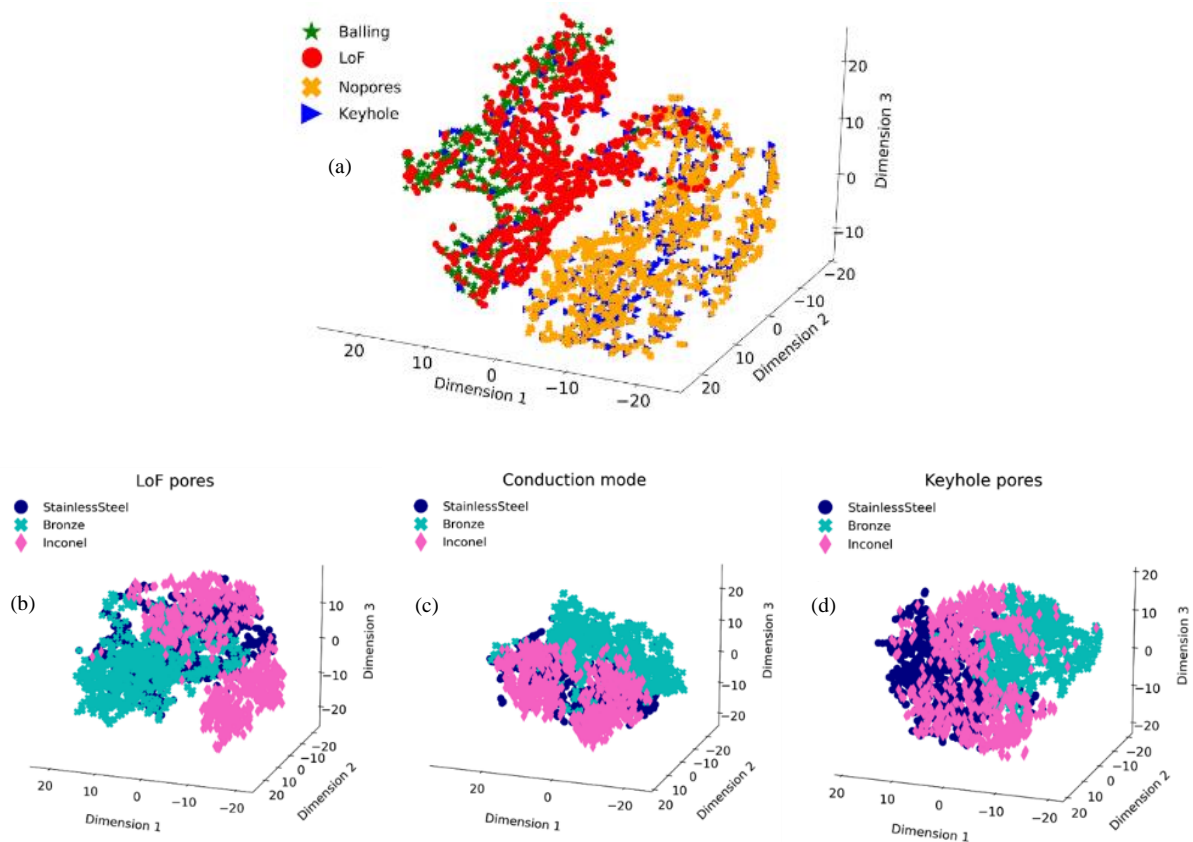 Balling
LoF
Nopores
Keyhole
(a)
20
10
0
−10
Dimension 3
20
10
0
−10
−20
Dimension 1
20
10
0
−10
−20
Dimension 2
LoF pores
StainlessSteel
Bronze
Inconel
(b)
10
0
−10
−20
Dimension 3
20
10
0
−10
−20
Dimension 1
20
10
0
−10
−20
Dimension 2
Conduction mode
StainlessSteel
Bronze
Inconel
(c)
20
10
0
−10
−20
Dimension 3
20
0
−20
Dimension 1
20
10
0
−10
−20
Dimension 2
Keyhole pores
StainlessSteel
Bronze
Inconel
(d)
20
10
0
−10
−20
Dimension 3
20
10
0
−10
−20
Dimension 1
20
10
0
−10
−20
Dimension 2